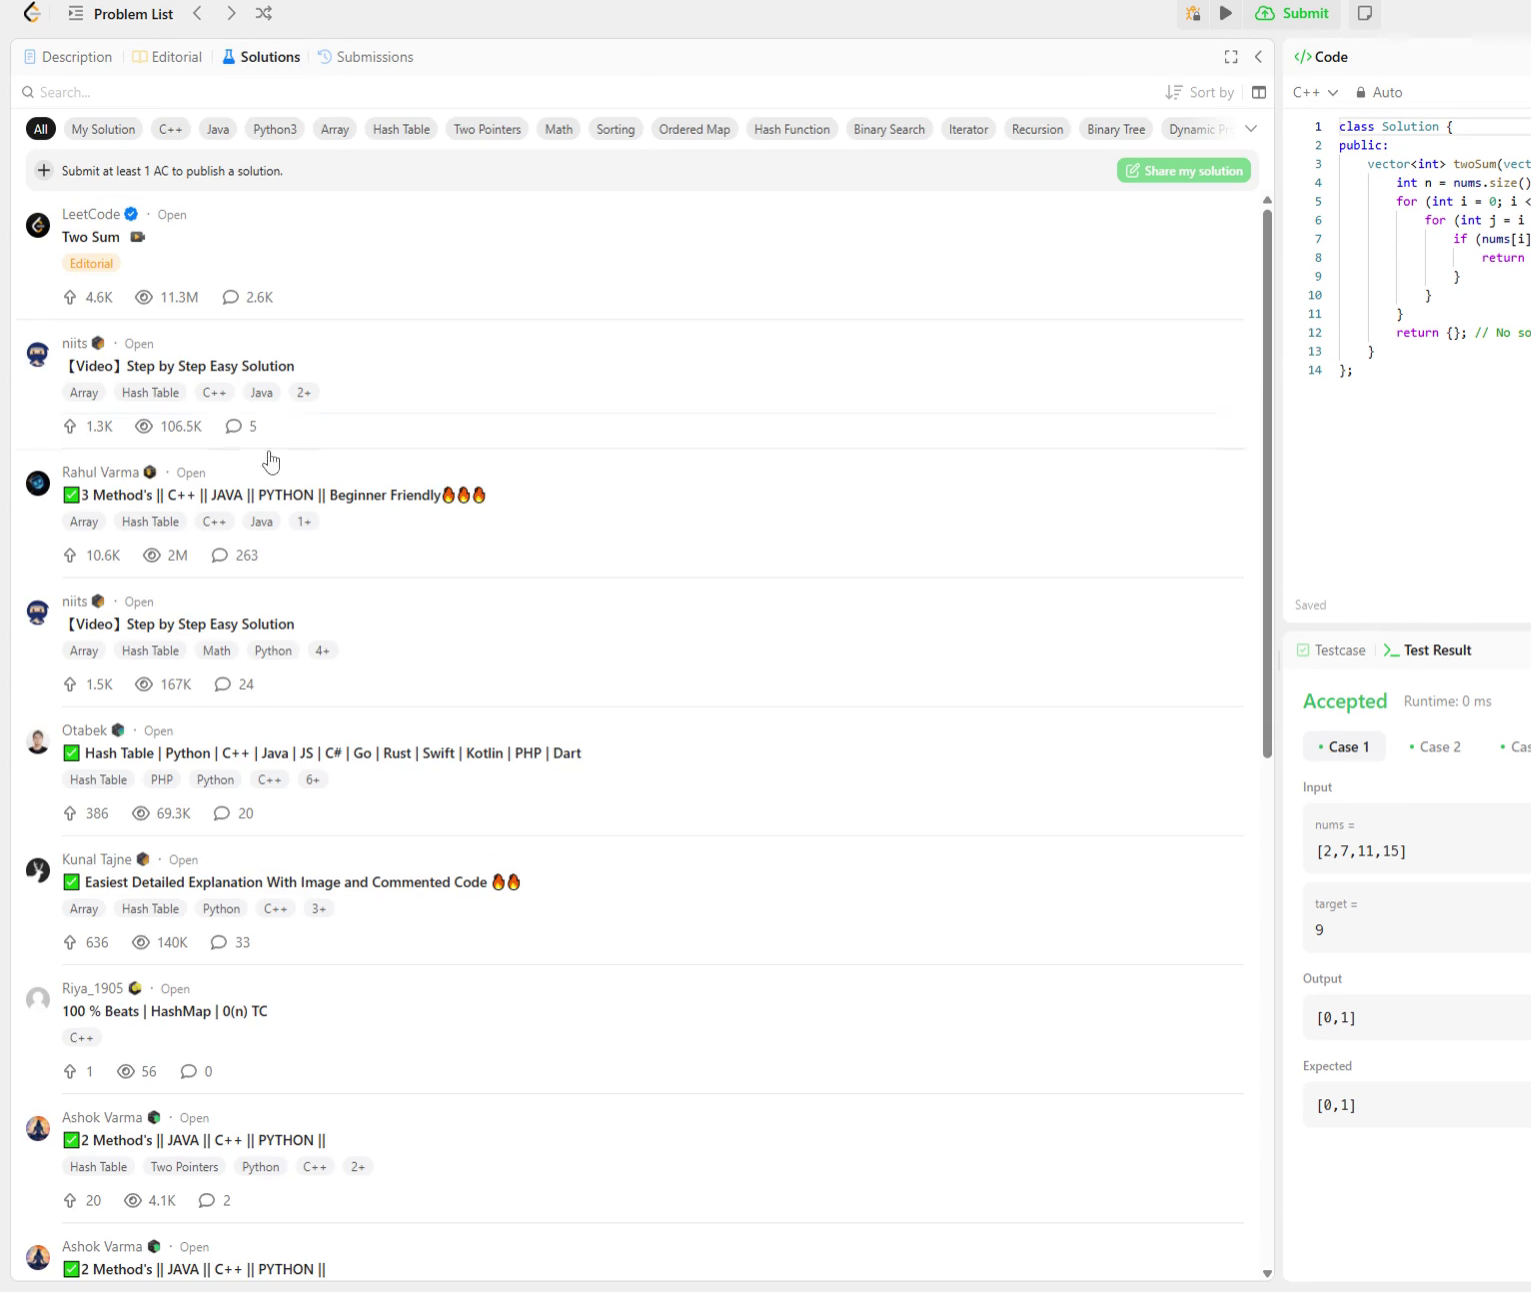 Problem List
Submit
Description
Editorial
Solutions
Submissions
Search...
Sort by
All
My Solution
C++
Java
Python3
Array
Hash Table
Two Pointers
Math
Sorting
Ordered Map
Hash Function
Binary Search
Iterator
Recursion
Binary Tree
Dynamic Pr
Submit at least 1 AC to publish a solution.
Share my solution
LeetCode · Open
Two Sum
Editorial
4.6K 11.3M 2.6K
niits · Open
【Video】Step by Step Easy Solution
Array Hash Table C++ Java 2+
1.3K 106.5K 5
Rahul Varma · Open
✅3 Method's || C++ || JAVA || PYTHON || Beginner Friendly🔥🔥🔥
Array Hash Table C++ Java 1+
10.6K 2M 263
niits · Open
【Video】Step by Step Easy Solution
Array Hash Table Math Python 4+
1.5K 167K 24
Otabek · Open
✅ Hash Table | Python | C++ | Java | JS | C# | Go | Rust | Swift | Kotlin | PHP | Dart
Hash Table PHP Python C++ 6+
386 69.3K 20
Kunal Tajne · Open
✅ Easiest Detailed Explanation With Image and Commented Code 🔥🔥
Array Hash Table Python C++ 3+
636 140K 33
Riya_1905 · Open
100 % Beats | HashMap | 0(n) TC
C++
1 56 0
Ashok Varma · Open
✅2 Method's || JAVA || C++ || PYTHON ||
Hash Table Two Pointers Python C++ 2+
20 4.1K 2
Ashok Varma · Open
✅2 Method's || JAVA || C++ || PYTHON ||
</> Code
C++ Auto
1 class Solution {
2 public:
3 vector<int> twoSum(vect
4 int n = nums.size()
5 for (int i = 0; i <
6 for (int j = i
7 if (nums[i]
8 return
9 }
10 }
11 }
12 return {}; // No so
13 }
14 };
Saved
Testcase
Test Result
Accepted Runtime: 0 ms
• Case 1 • Case 2 • Cas
Input
nums =
[2,7,11,15]
target =
9
Output
[0,1]
Expected
[0,1]